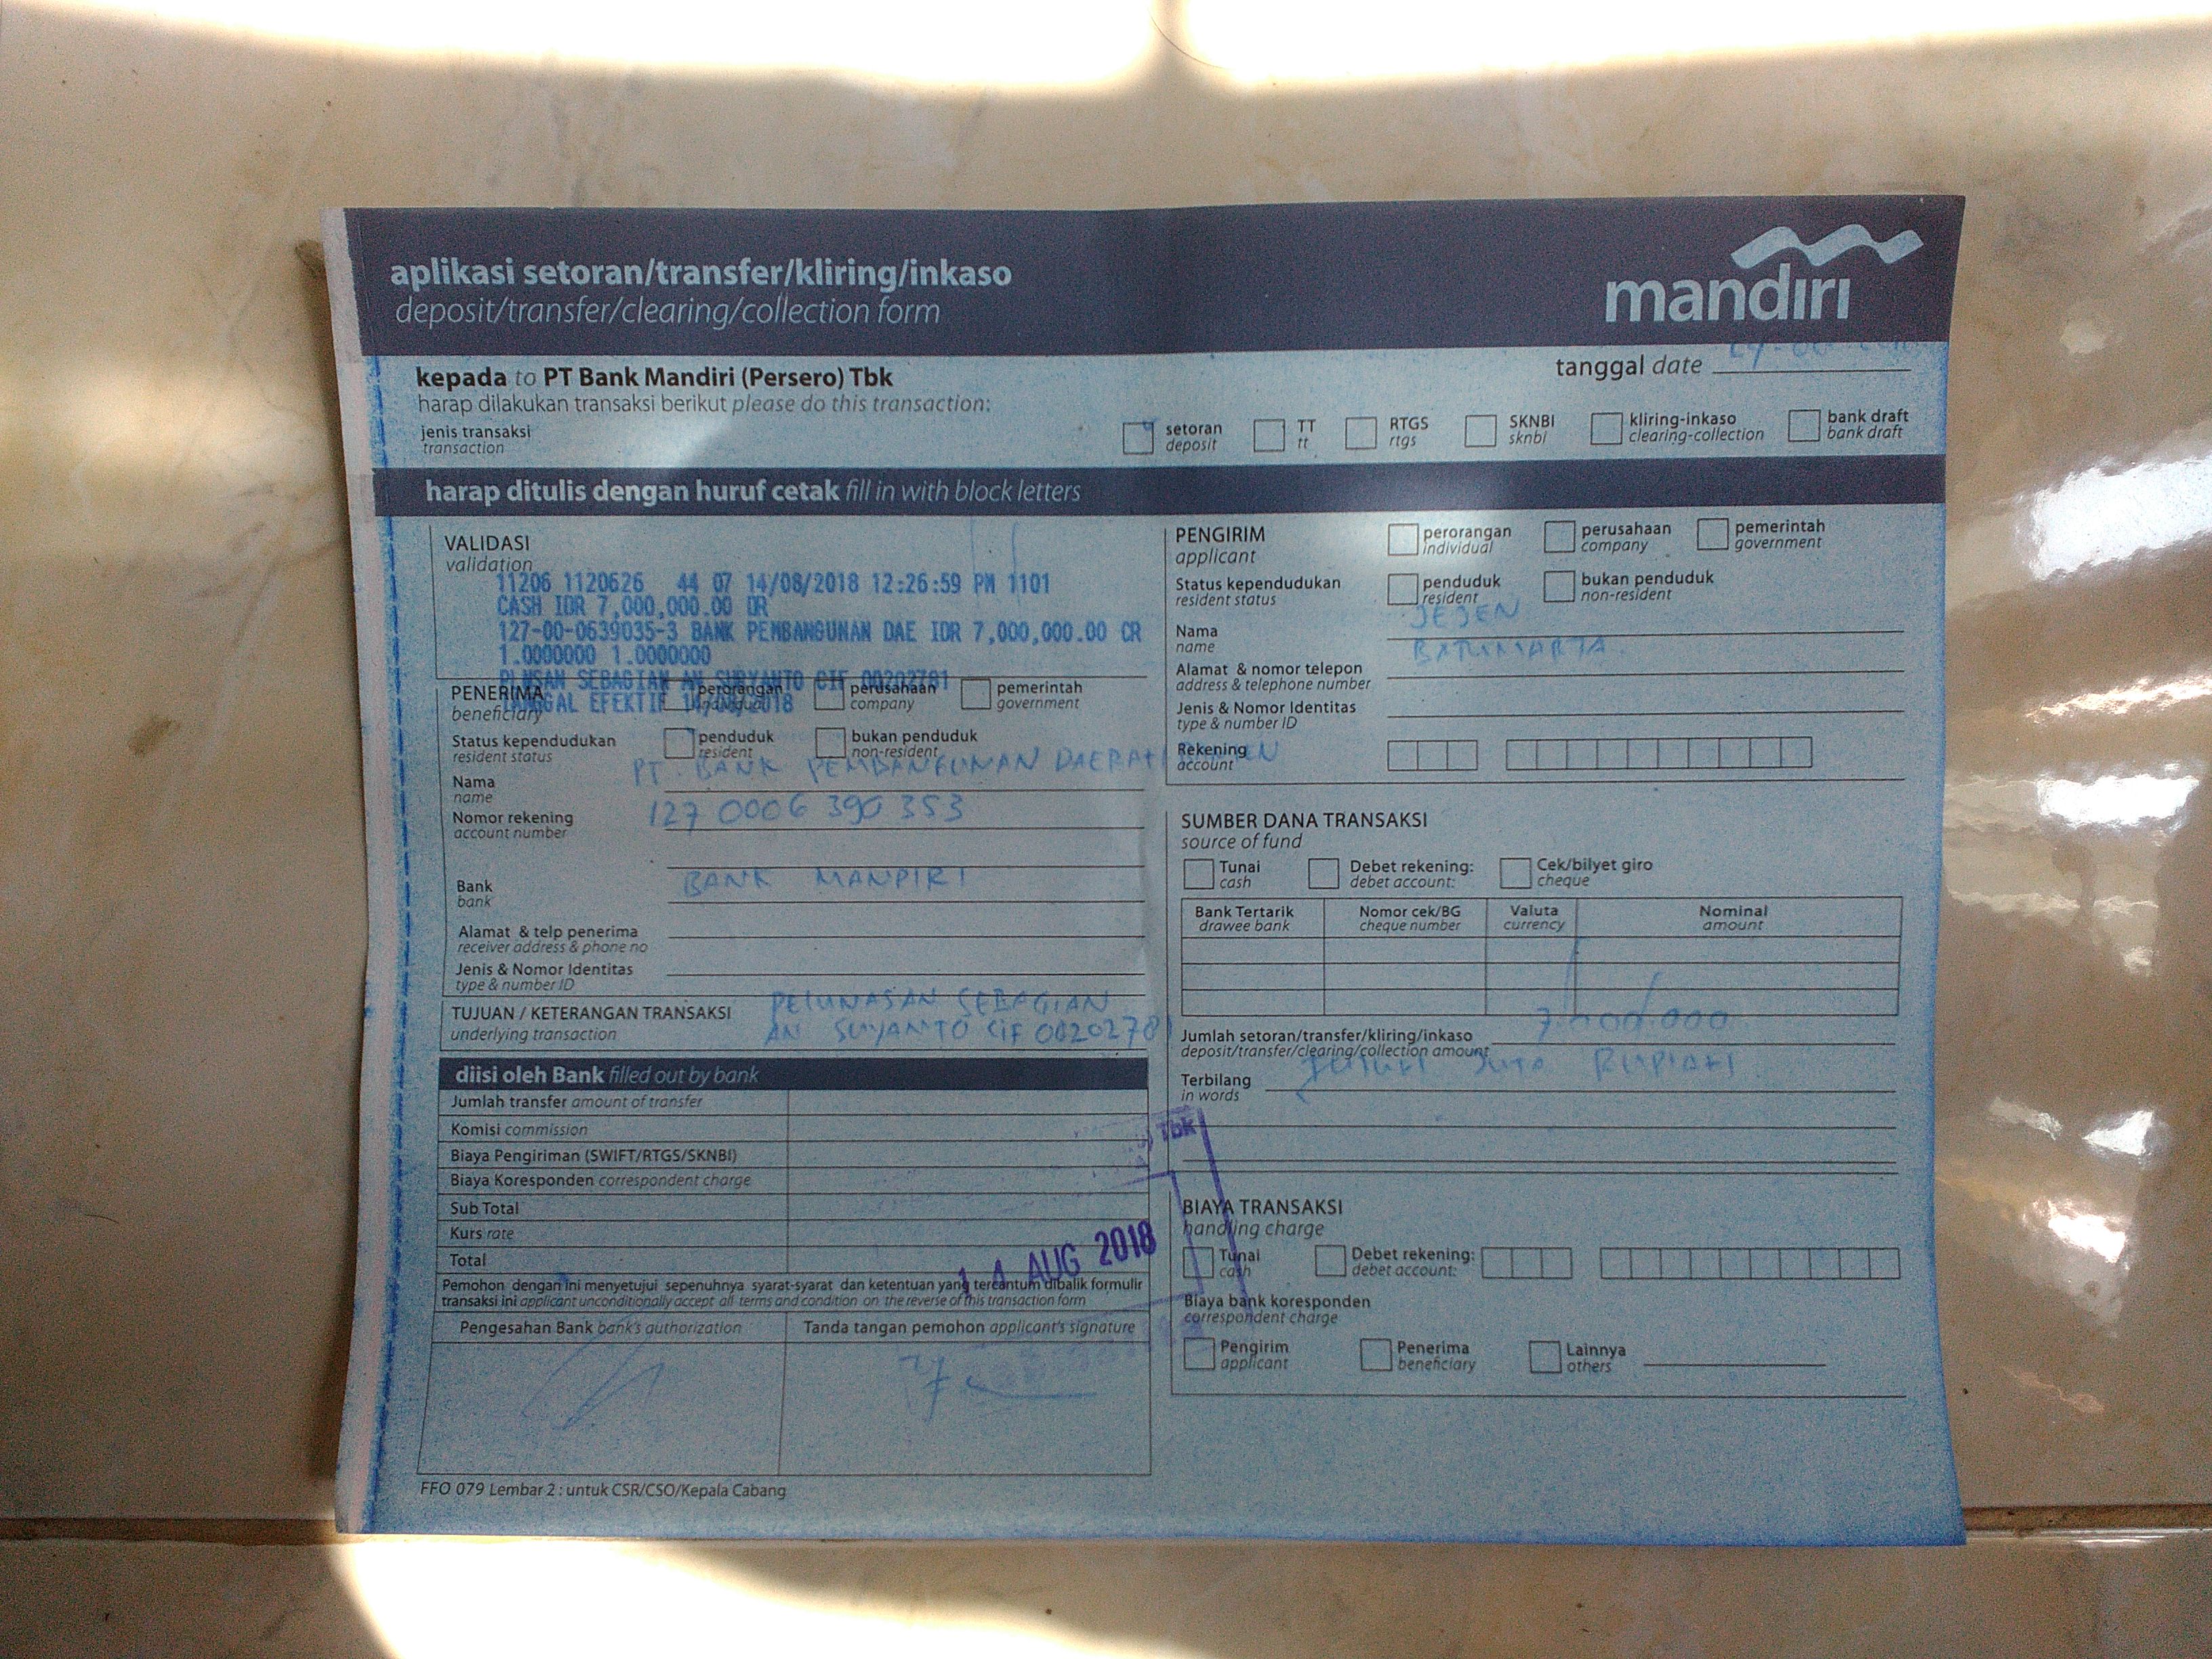 aplikasi setoran/transfer/kliring/inkaso
deposit/transfer/clearing/collection form
mandiri
kepada to PT Bank Mandiri (Persero) Tbk
tanggal date
harap dilakukan transaksi berikut please do this transaction:
jenis transaksi
transaction
setoran
deposit
TT
tt
RTGS
rtgs
SKNBI
sknbi
kliring-inkaso
clearing-collection
bank draft
bank draft
harap ditulis dengan huruf cetak fill in with block letters
VALIDASI
validation
11206 1120626 44 07 14/08/2018 12:26:59 PM 1101
CASH IDR 7,000,000.00 DR
127-00-0639035-3 BANK PEMBANGUNAN DAE IDR 7,000,000.00 CR
1.0000000 1.0000000
SEBAGIAN AN SURYANTO CIF 00202781
TANGGAL EFEKTIF 14/08/2018
PENERIMA
beneficiary
perorangan
individual
perusahaan
company
pemerintah
government
Status kependudukan
resident status
penduduk
resident
bukan penduduk
non-resident
Nama
name
PT. BANK PEMBANGUNAN DAERAH
Nomor rekening
account number
127 0006 390 353
Bank
bank
BANK MANDIRI
Alamat & telp penerima
receiver address & phone no
Jenis & Nomor Identitas
type & number ID
TUJUAN / KETERANGAN TRANSAKSI
underlying transaction
PELUNASAN SEBAGIAN
AN SUYANTO CIF 00202781
diisi oleh Bank filled out by bank
Jumlah transfer amount of transfer
Komisi commission
Biaya Pengiriman (SWIFT/RTGS/SKNBI)
Biaya Koresponden correspondent charge
Sub Total
Kurs rate
Total
Pemohon dengan ini menyetujui sepenuhnya syarat-syarat dan ketentuan yang tercantum dibalik formulir
transaksi ini applicant unconditionally accept all terms and condition on the reverse of this transaction form
Pengesahan Bank bank's authorization
Tanda tangan pemohon applicant's signature
FFO 079 Lembar 2 : untuk CSR/CSO/Kepala Cabang
PENGIRIM
applicant
perorangan
individual
perusahaan
company
pemerintah
government
Status kependudukan
resident status
penduduk
resident
bukan penduduk
non-resident
Nama
name
JEJEN
Alamat & nomor telepon
address & telephone number
BATUMARTA
Jenis & Nomor Identitas
type & number ID
Rekening
account
SUMBER DANA TRANSAKSI
source of fund
Tunai
cash
Debet rekening:
debet account:
Cek/bilyet giro
cheque
Bank Tertarik
drawee bank
Nomor cek/BG
cheque number
Valuta
currency
Nominal
amount
Jumlah setoran/transfer/kliring/inkaso
deposit/transfer/clearing/collection amount
7.000.000
Terbilang
in words
Juta RUPIAH
Tbk
14 AUG 2018
BIAYA TRANSAKSI
handling charge
Tunai
cash
Debet rekening:
debet account:
Biaya bank koresponden
correspondent charge
Pengirim
applicant
Penerima
beneficiary
Lainnya
others